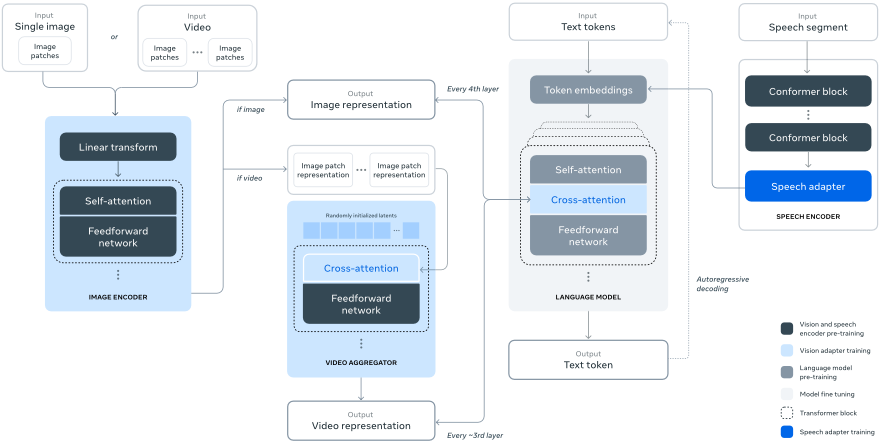 Input
Single image
Image
patches
or
Input
Video
Image
patches
...
Image
patches
Linear transform
Self-attention
Feedforward
network
IMAGE ENCODER
if image
if video
Output
Image representation
Image patch
representation
...
Image patch
representation
Randomly initialized latents
...
Cross-attention
Feedforward
network
VIDEO AGGREGATOR
Output
Video representation
Every 4th layer
Every ~3rd layer
Input
Text tokens
Token embeddings
Self-attention
Cross-attention
Feedforward
network
LANGUAGE MODEL
Output
Text token
Autoregressive
decoding
Input
Speech segment
Conformer block
Conformer block
Speech adapter
SPEECH ENCODER
Vision and speech
encoder pre-training
Vision adapter training
Language model
pre-training
Model fine tuning
Transformer block
Speech adapter training